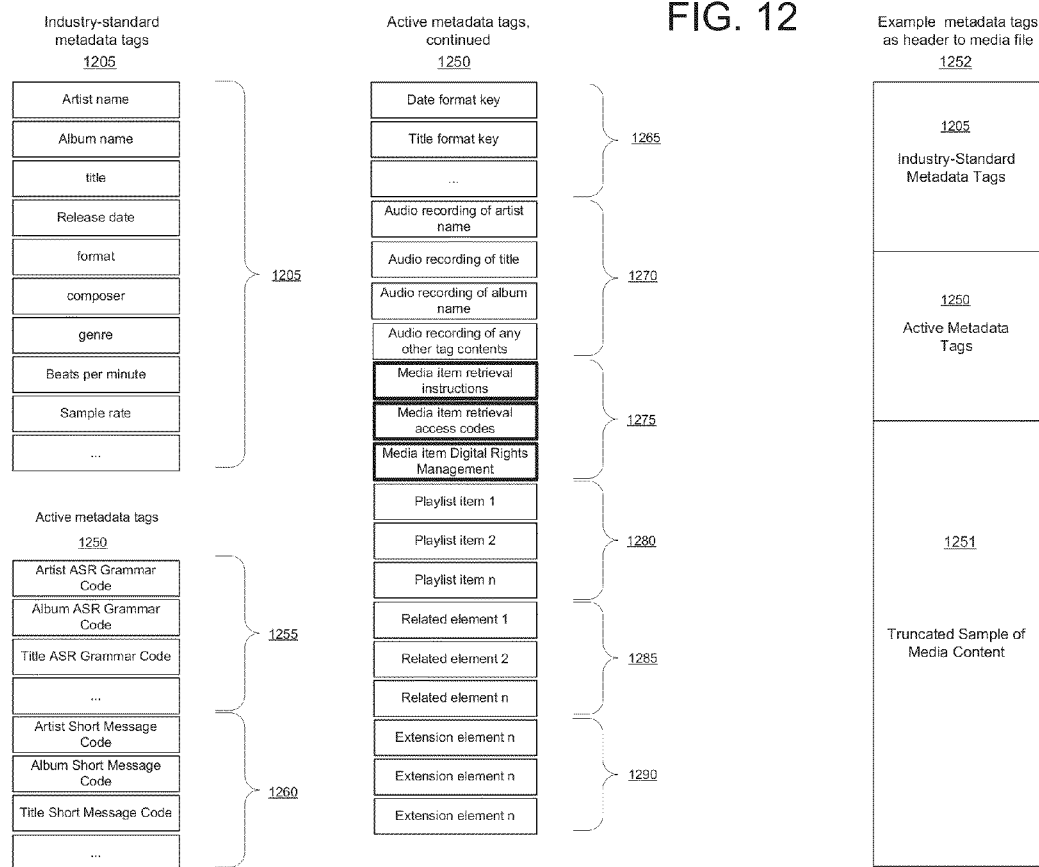 FIG. 12
Industry-standard
metadata tags
1205
Artist name
Album name
title
Release date
format
composer
genre
Beats per minute
Sample rate
...
1205
Active metadata tags
1250
Artist ASR Grammar
Code
Album ASR Grammar
Code
Title ASR Grammar Code
...
1255
Artist Short Message
Code
Album Short Message
Code
Title Short Message Code
...
1260
Active metadata tags,
continued
1250
Date format key
Title format key
...
1265
Audio recording of artist
name
Audio recording of title
Audio recording of album
name
Audio recording of any
other tag contents
1270
Media item retrieval
instructions
Media item retrieval
access codes
Media item Digital Rights
Management
1275
Playlist item 1
Playlist item 2
Playlist item n
1280
Related element 1
Related element 2
Related element n
1285
Extension element n
Extension element n
Extension element n
1290
Example metadata tags
as header to media file
1252
1205
Industry-Standard
Metadata Tags
1250
Active Metadata
Tags
1251
Truncated Sample of
Media Content